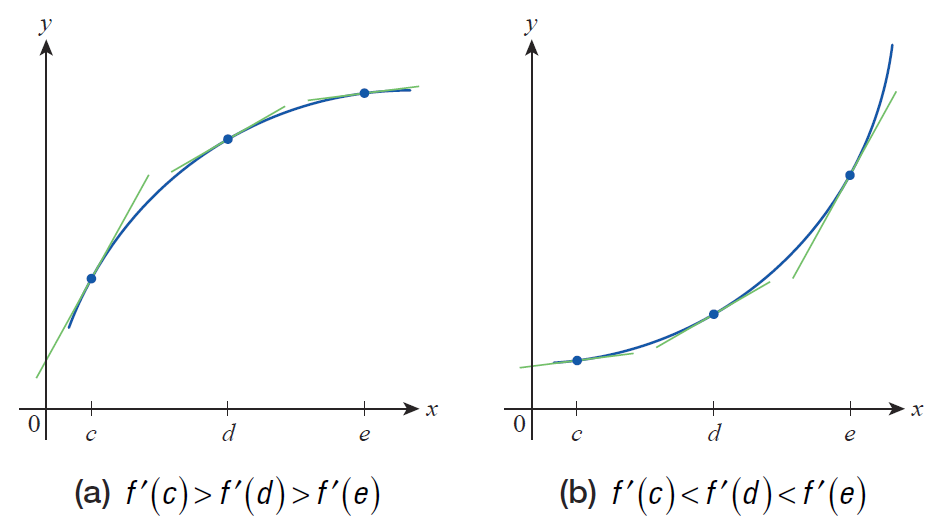 y
y
0
c
d
e
x
0
c
d
e
x
(a) f′(c)>f′(d)>f′(e)
(b) f′(c)<f′(d)<f′(e)